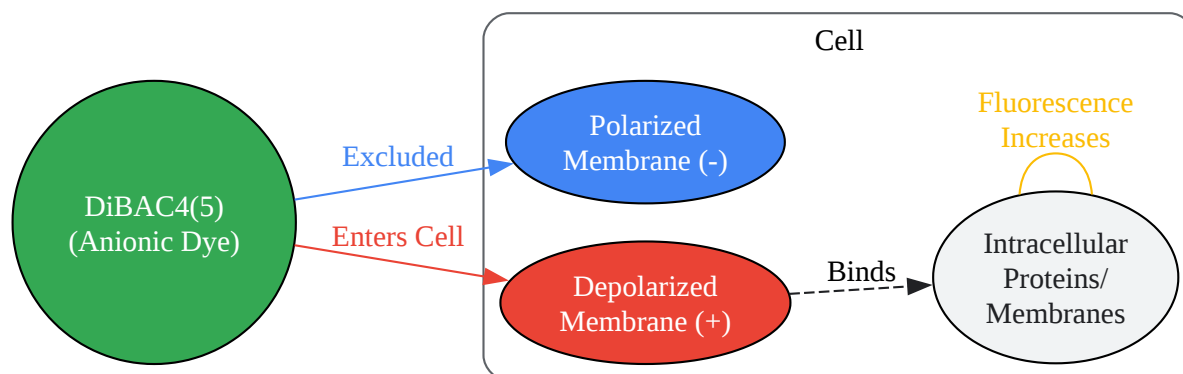 Cell
DiBAC4(5)
(Anionic Dye)
Excluded
Enters Cell
Polarized
Membrane (-)
Depolarized
Membrane (+)
Binds
Fluorescence
Increases
Intracellular
Proteins/
Membranes